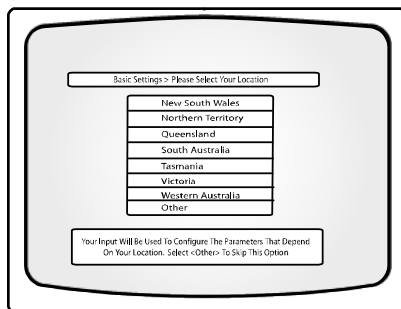 Basic Settings > Please Select Your Location
New South Wales
Northern Territory
Queensland
South Australia
Tasmania
Victoria
Western Australia
Other
Your Input Will Be Used To Configure The Parameters That Depend
On Your Location. Select <Other> To Skip This Option